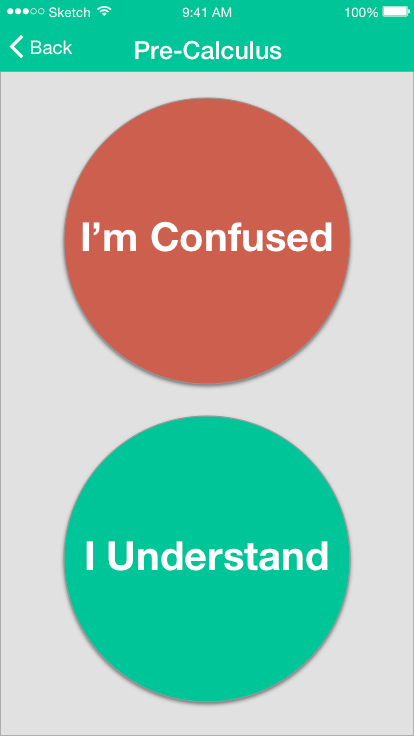 Sketch 9:41 AM 100%
Back Pre-Calculus
I’m Confused
I Understand